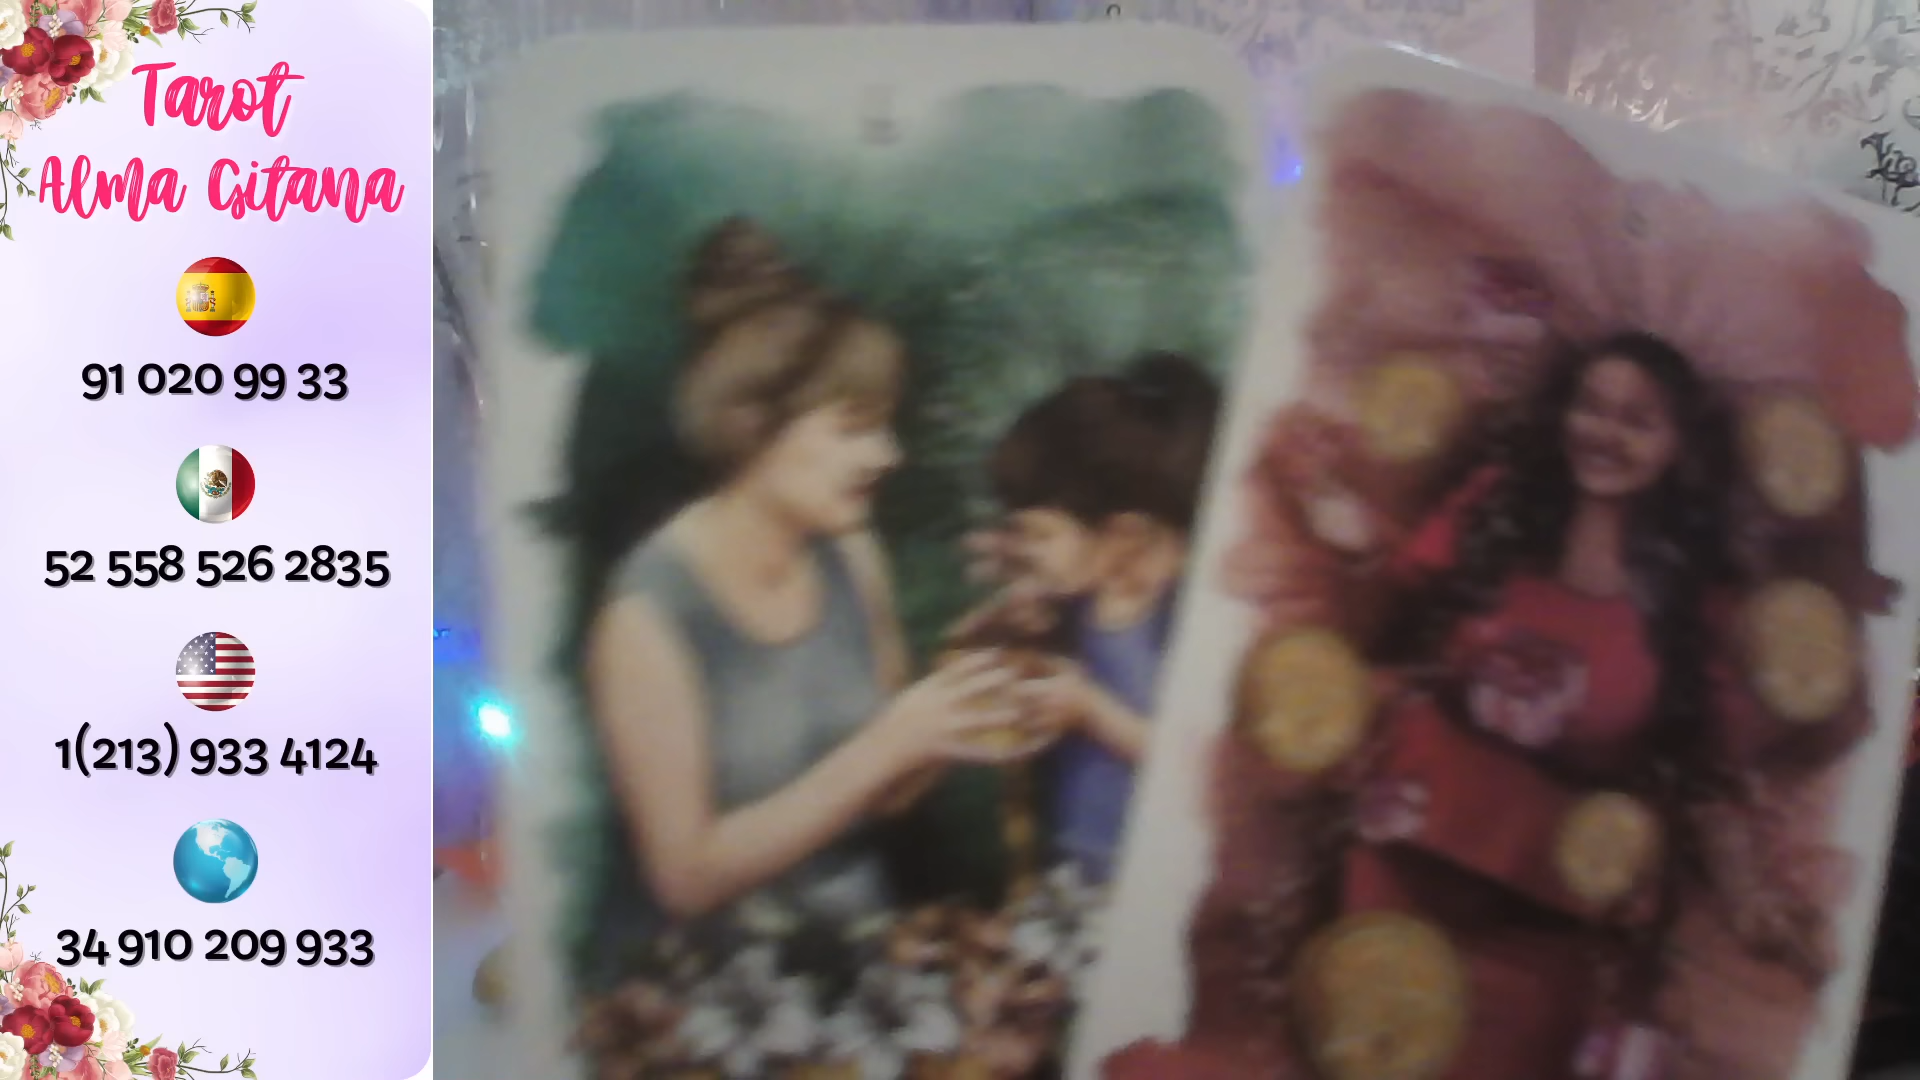 Tarot
Alma Gitana
91 020 99 33
52 558 526 2835
1(213) 933 4124
34 910 209 933